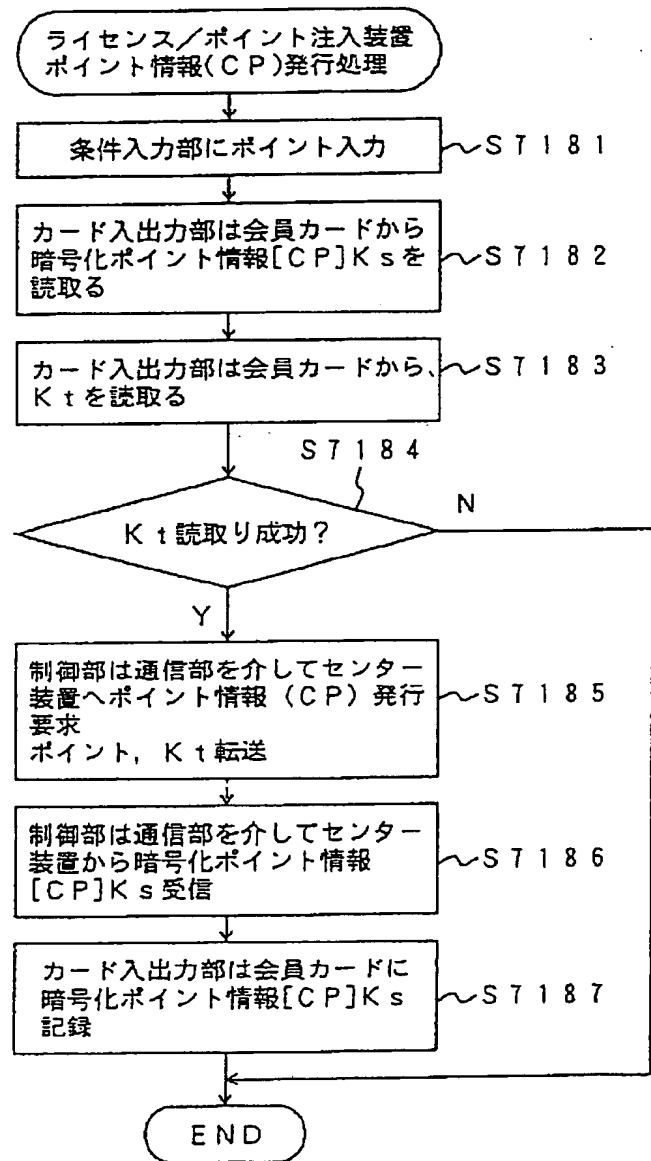 ライセンス／ポイント注入装置
ポイント情報(CP)発行処理
条件入力部にポイント入力
S7181
カード入出力部は会員カードから
暗号化ポイント情報[CP]Ksを
読取る
S7182
カード入出力部は会員カードから、
Ktを読取る
S7183
S7184
Kt読取り成功？
N
Y
制御部は通信部を介してセンター
装置へポイント情報（CP）発行
要求
ポイント，Kt転送
S7185
制御部は通信部を介してセンター
装置から暗号化ポイント情報
[CP]Ks受信
S7186
カード入出力部は会員カードに
暗号化ポイント情報[CP]Ks
記録
S7187
END